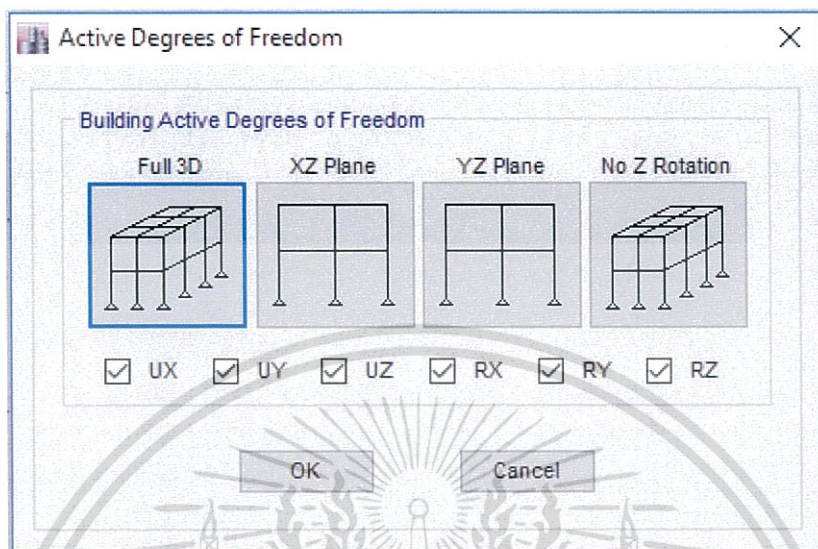 Active Degrees of Freedom
Building Active Degrees of Freedom
Full 3D XZ Plane YZ Plane No Z Rotation
UX UY UZ RX RY RZ
OK Cancel